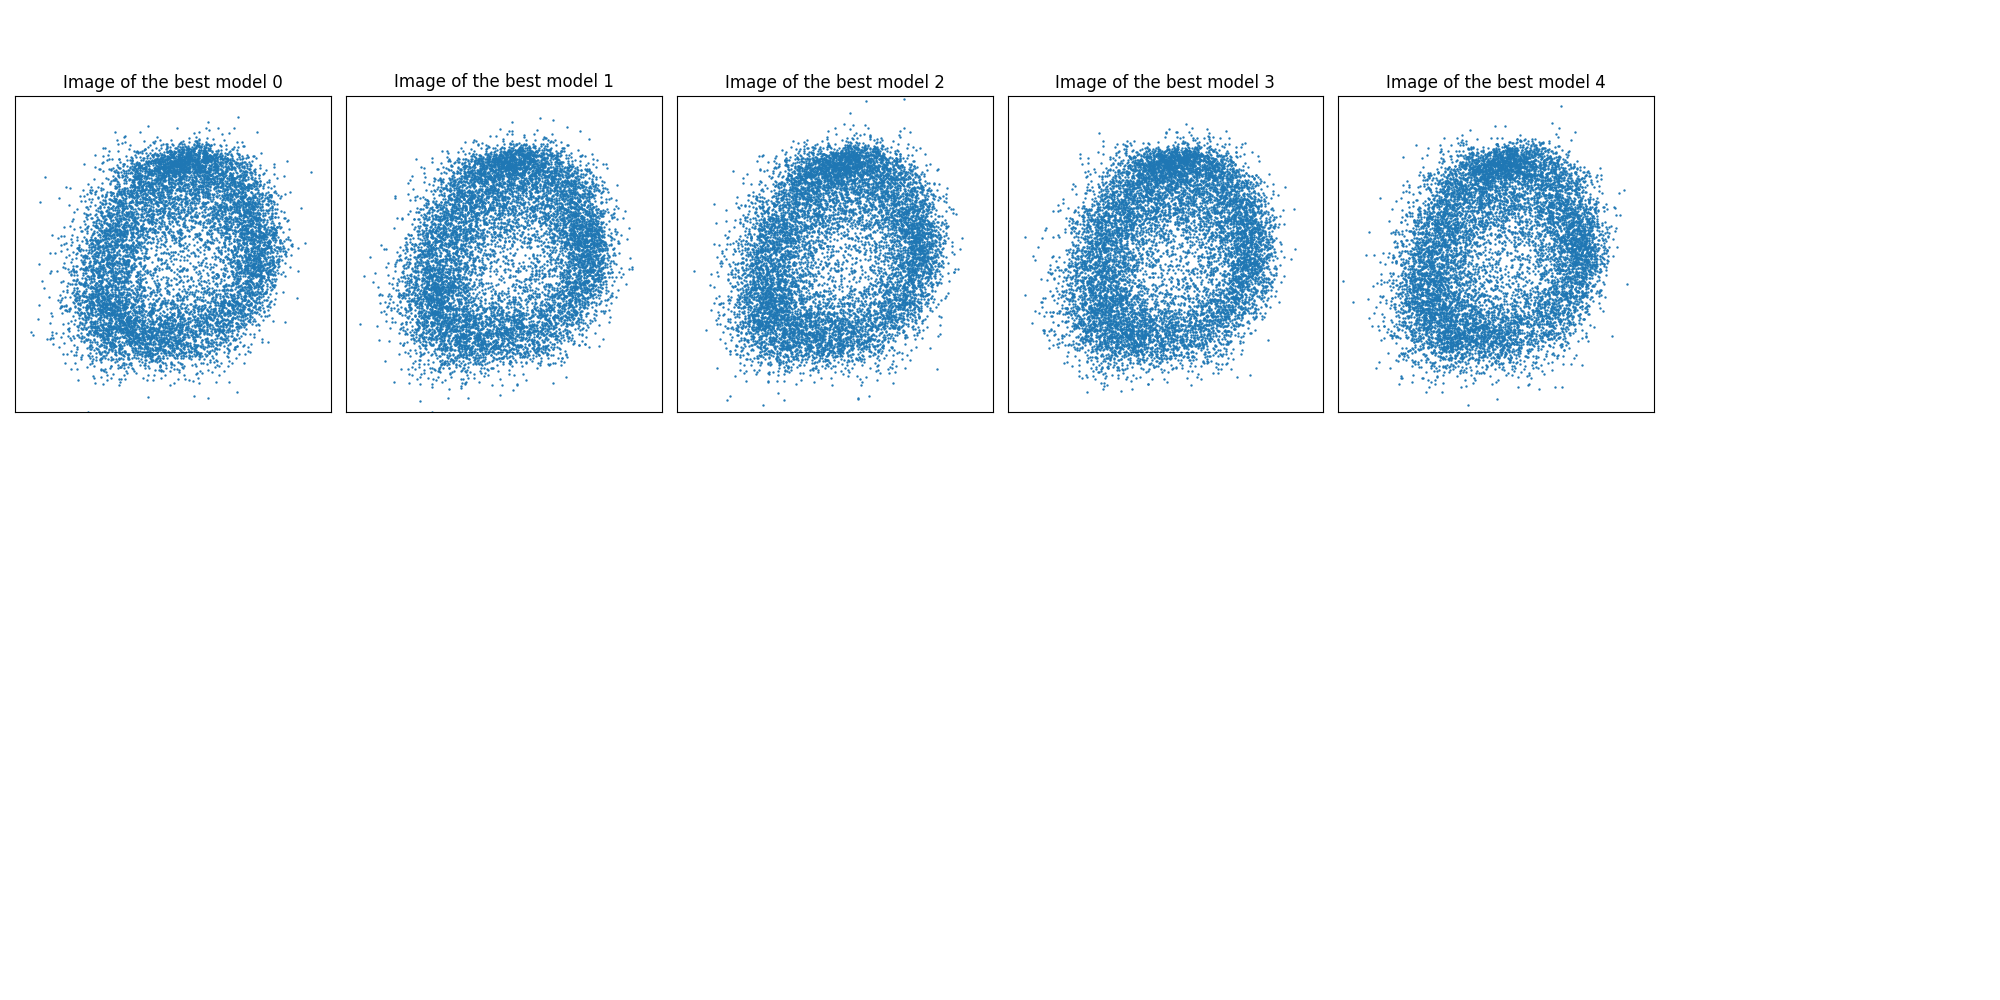 Image of the best model 0
Image of the best model 1
Image of the best model 2
Image of the best model 3
Image of the best model 4